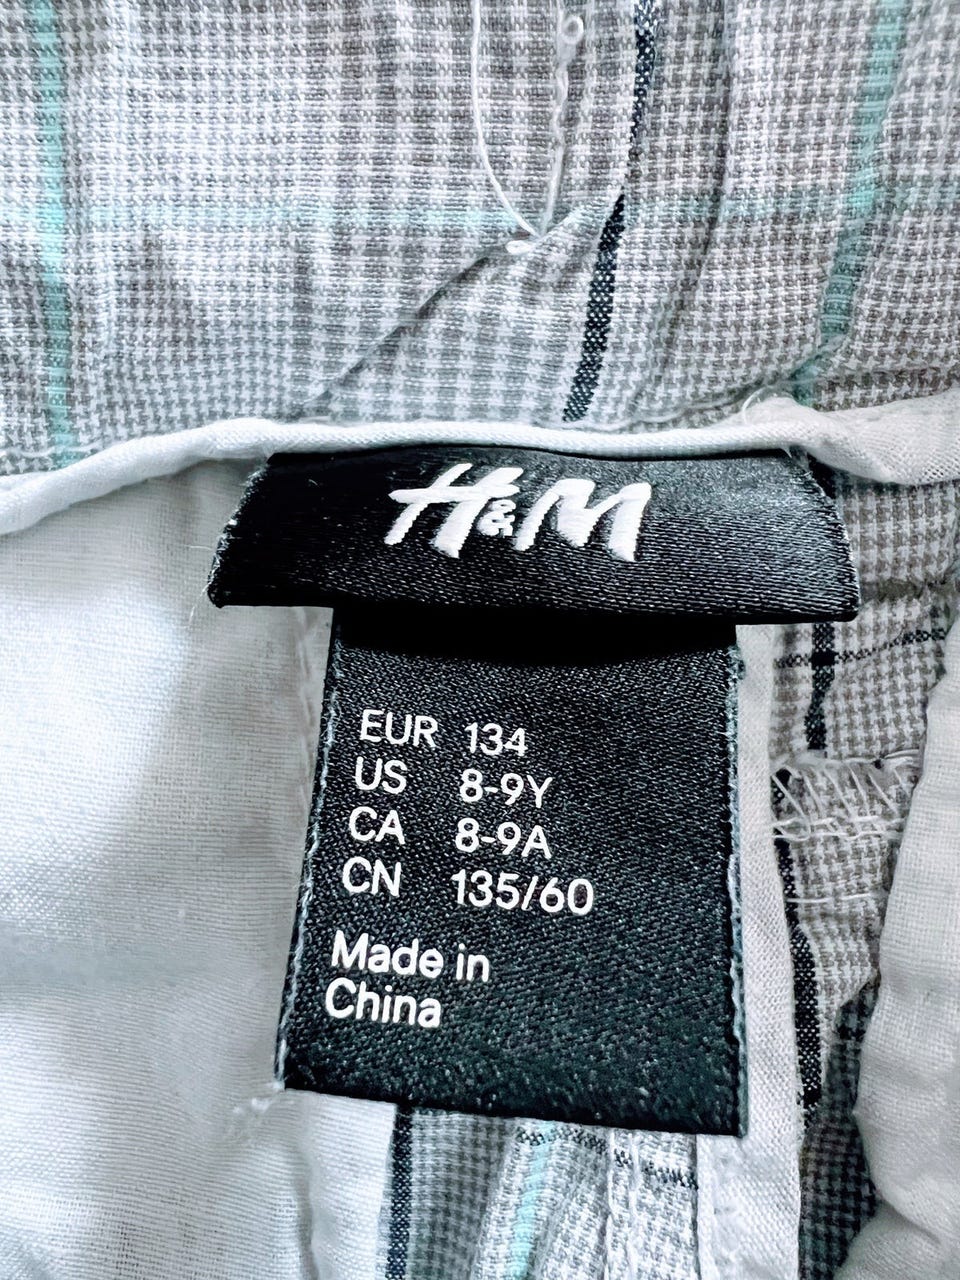 H&M
EUR 134
US 8-9Y
CA 8-9A
CN 135/60
Made in
China